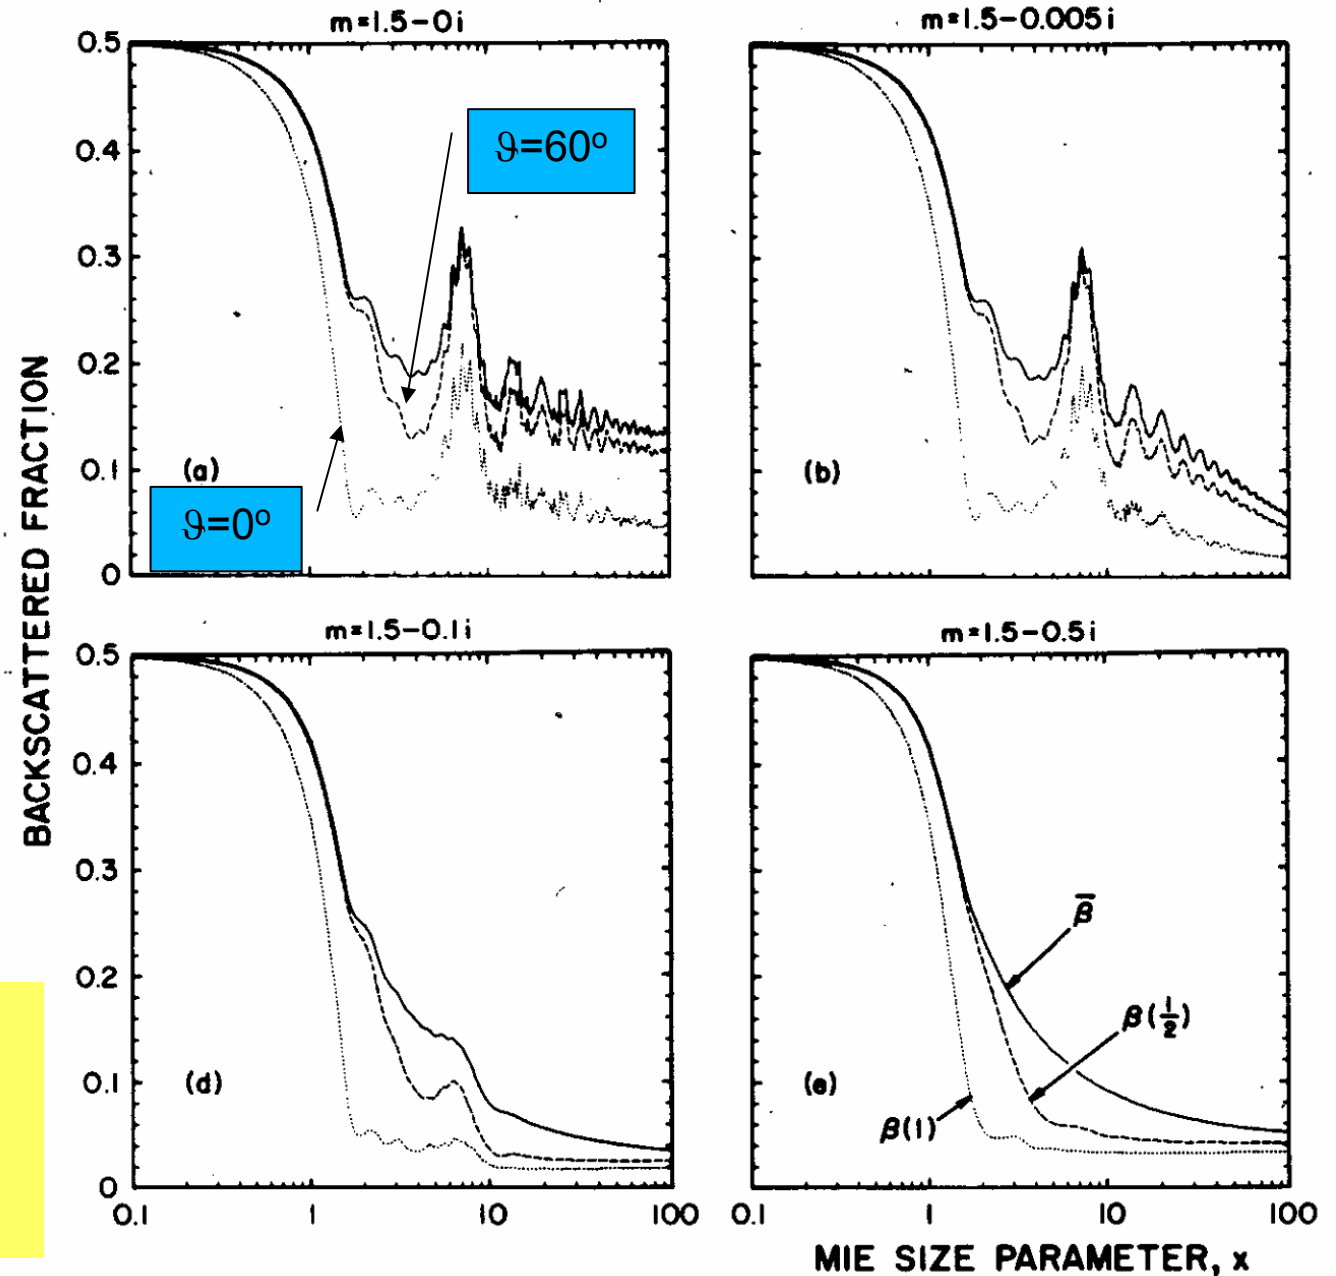 m=1.5-0i
m=1.5-0.005i
0.5
0.4
0.3
0.2
0.1
0
ϑ=60º
(a)
ϑ=0º
(b)
BACKSCATTERED FRACTION
m=1.5-0.1i
m=1.5-0.5i
0.5
0.4
0.3
0.2
0.1
0
(d)
β̅
β(½)
(e)
β(1)
0.1 1 10 100
0.1 1 10 100
MIE SIZE PARAMETER, x